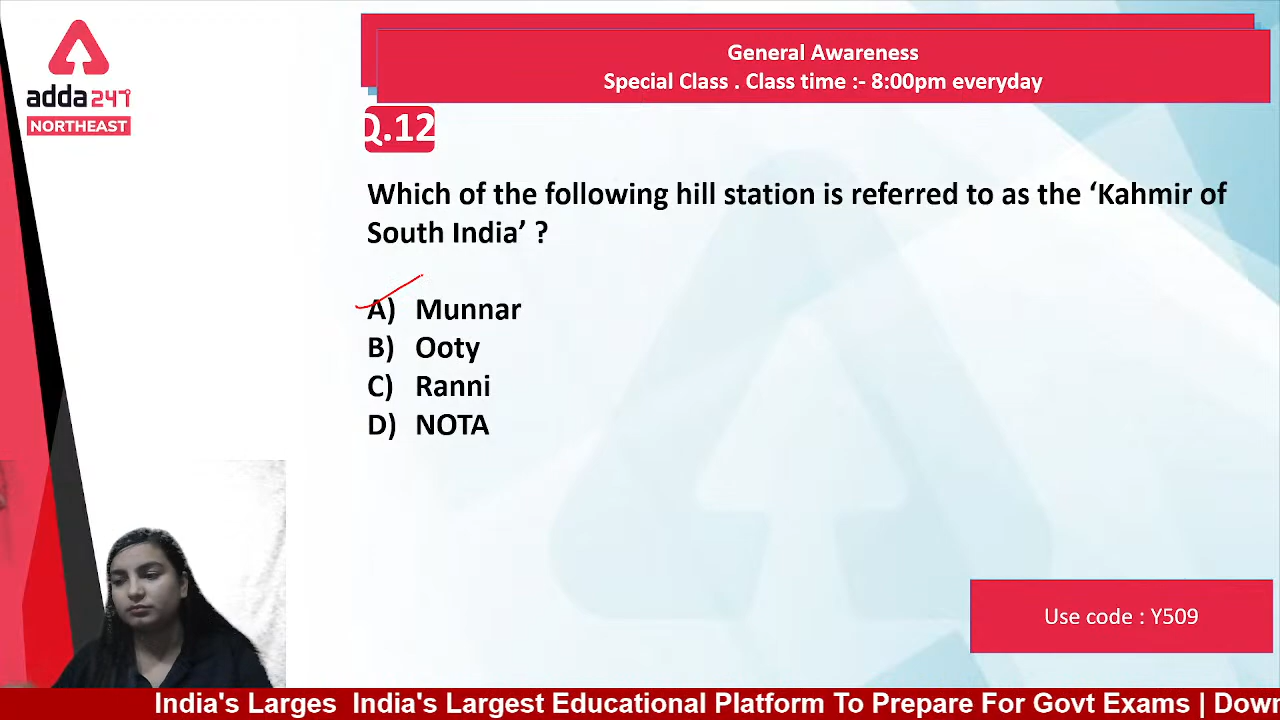 adda247
NORTHEAST
General Awareness
Special Class . Class time :- 8:00pm everyday
Q.12
Which of the following hill station is referred to as the ‘Kahmir of
South India’ ?
A) Munnar
B) Ooty
C) Ranni
D) NOTA
Use code : Y509
India's Larges India's Largest Educational Platform To Prepare For Govt Exams | Down